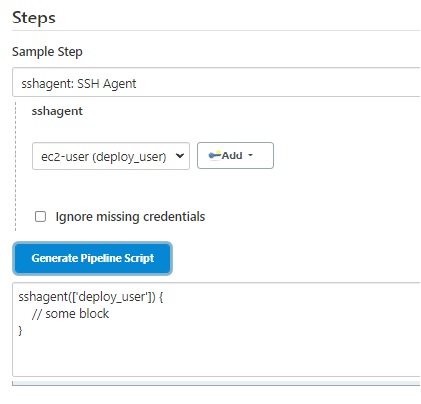 Steps
Sample Step
sshagent: SSH Agent
sshagent
ec2-user (deploy_user)
Add
Ignore missing credentials
Generate Pipeline Script
sshagent(['deploy_user']) {
// some block
}